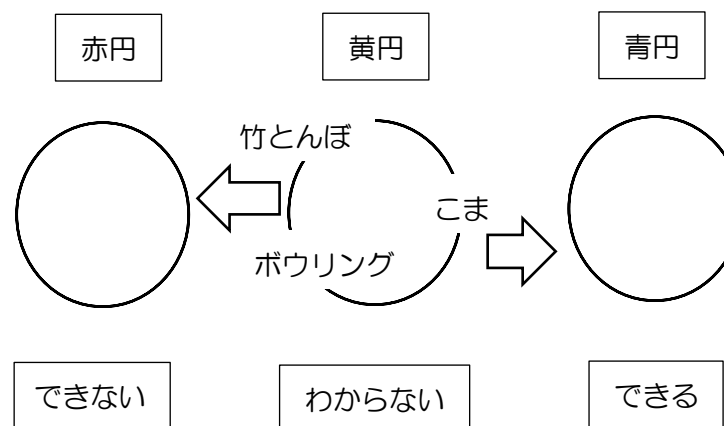 赤円
黄円
青円
竹とんぼ
こま
ボウリング
できない
わからない
できる